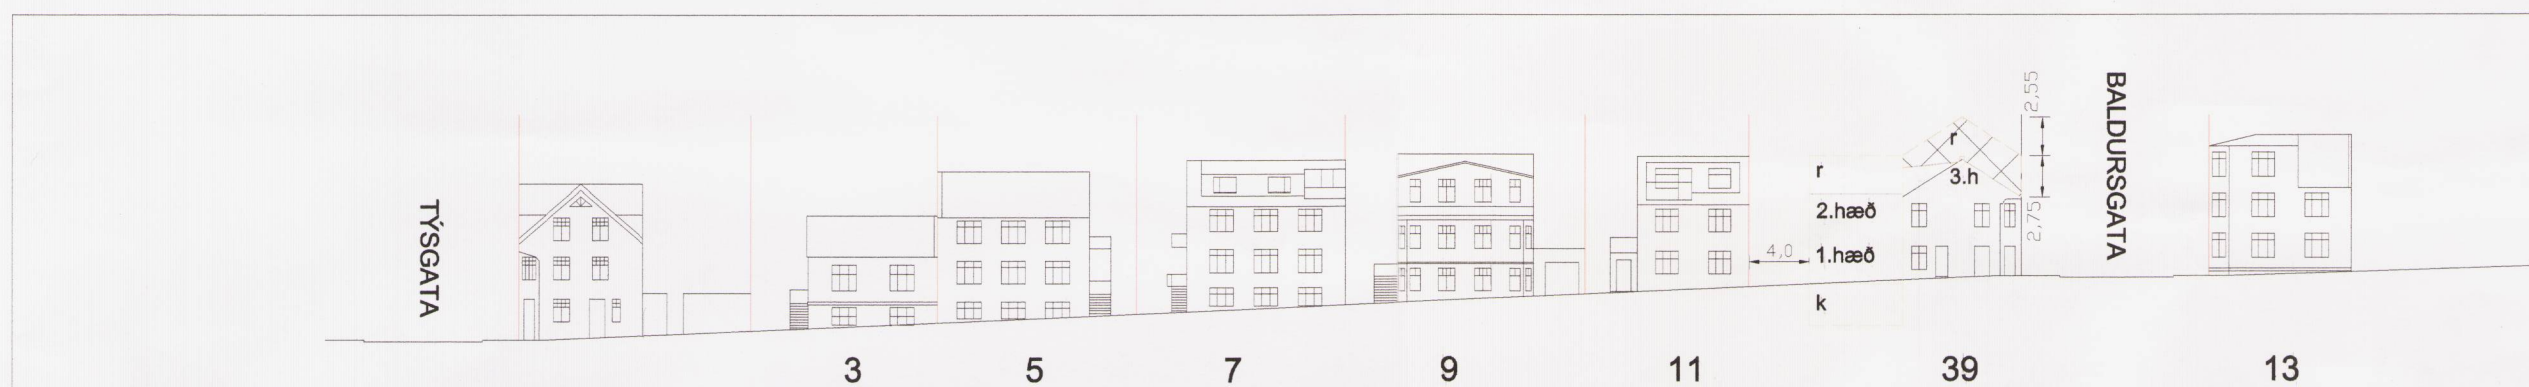 TÝSGATA
r
2.hæð
1.hæð
k
4,0
r
3.h
2,55
2,75
BALDURSGATA
3
5
7
9
11
39
13